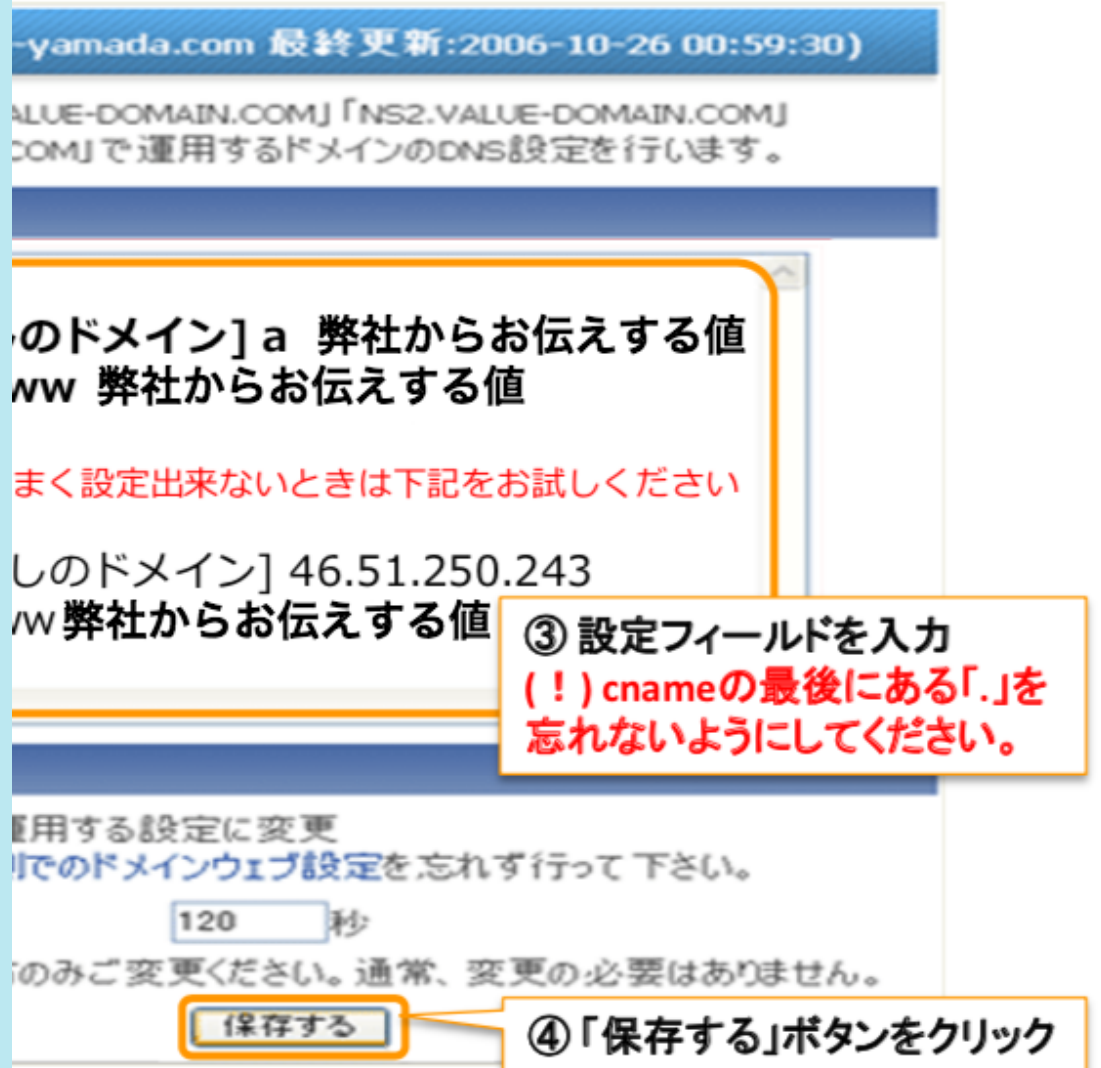 -yamada.com 最終更新:2006-10-26 00:59:30)
ALUE-DOMAIN.COM」「NS2.VALUE-DOMAIN.COM」
COM」で運用するドメインのDNS設定を行います。
のドメイン] a 弊社からお伝えする値
ww 弊社からお伝えする値
まく設定出来ないときは下記をお試しください
しのドメイン] 46.51.250.243
w 弊社からお伝えする値
③ 設定フィールドを入力
(！) cnameの最後にある「.」を
忘れないようにしてください。
運用する設定に変更
でのドメインウェブ設定を忘れず行って下さい。
120 秒
のみご変更ください。通常、変更の必要はありません。
保存する
④「保存する」ボタンをクリック